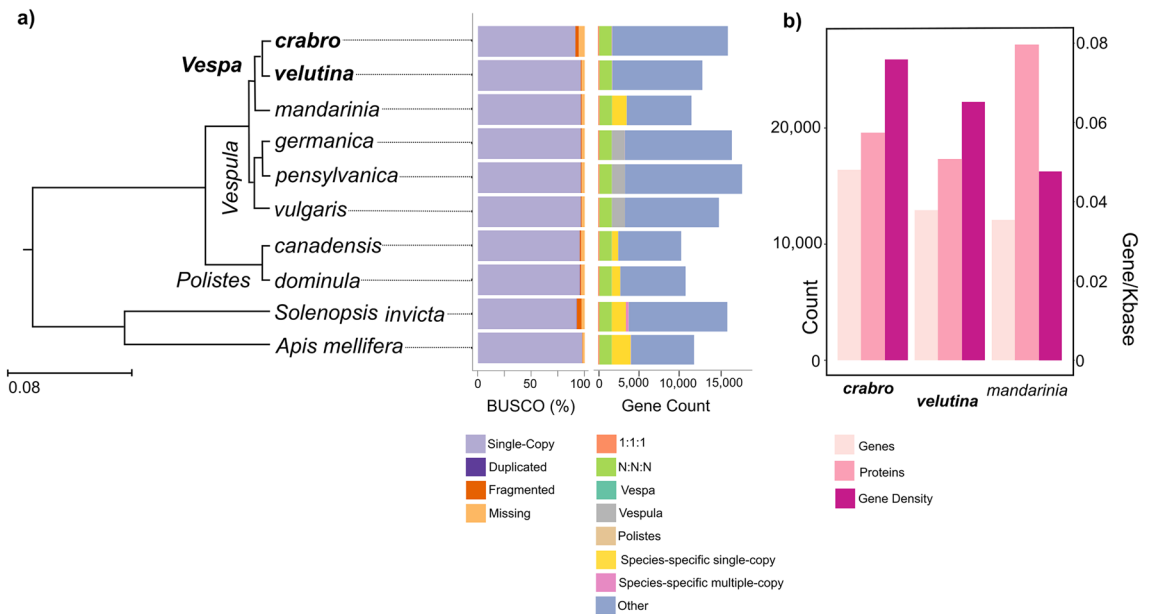 a)
crabro
Vespa
velutina
mandarinia
germanica
Vespula
pensylvanica
vulgaris
canadensis
Polistes
dominula
Solenopsis invicta
Apis mellifera
0.08
0 50 100
BUSCO (%)
0 5,000 10,000 15,000
Gene Count
Single-Copy
Duplicated
Fragmented
Missing
1:1:1
N:N:N
Vespa
Vespula
Polistes
Species-specific single-copy
Species-specific multiple-copy
Other
b)
20,000
10,000
0
Count
0.08
0.06
0.04
0.02
0
Gene/Kbase
crabro
velutina
mandarinia
Genes
Proteins
Gene Density